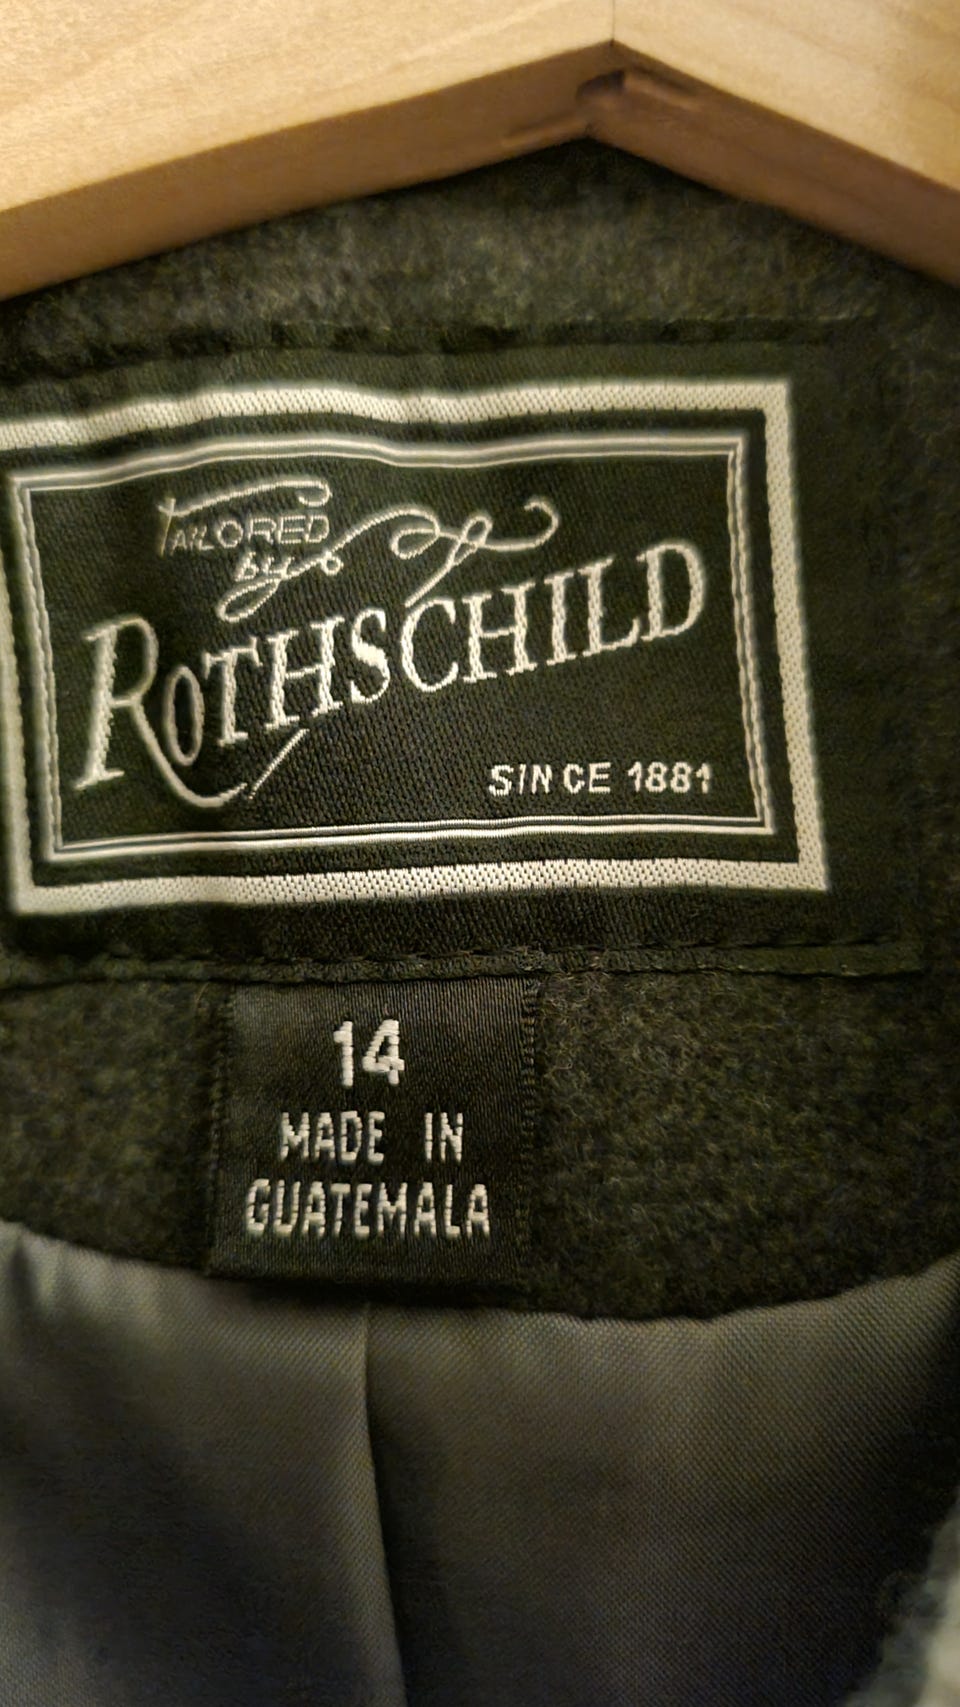 TAILORED
by
ROTHSCHILD
SINCE 1881
14
MADE IN
GUATEMALA